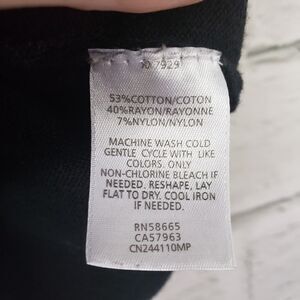 7929
53%COTTON/COTON
40%RAYON/RAYONNE
7%NYLON/NYLON
MACHINE WASH COLD
GENTLE CYCLE WITH LIKE
COLORS. ONLY
NON-CHLORINE BLEACH IF
NEEDED. RESHAPE, LAY
FLAT TO DRY. COOL IRON
IF NEEDED.
RN58665
CA57963
CN244110MP